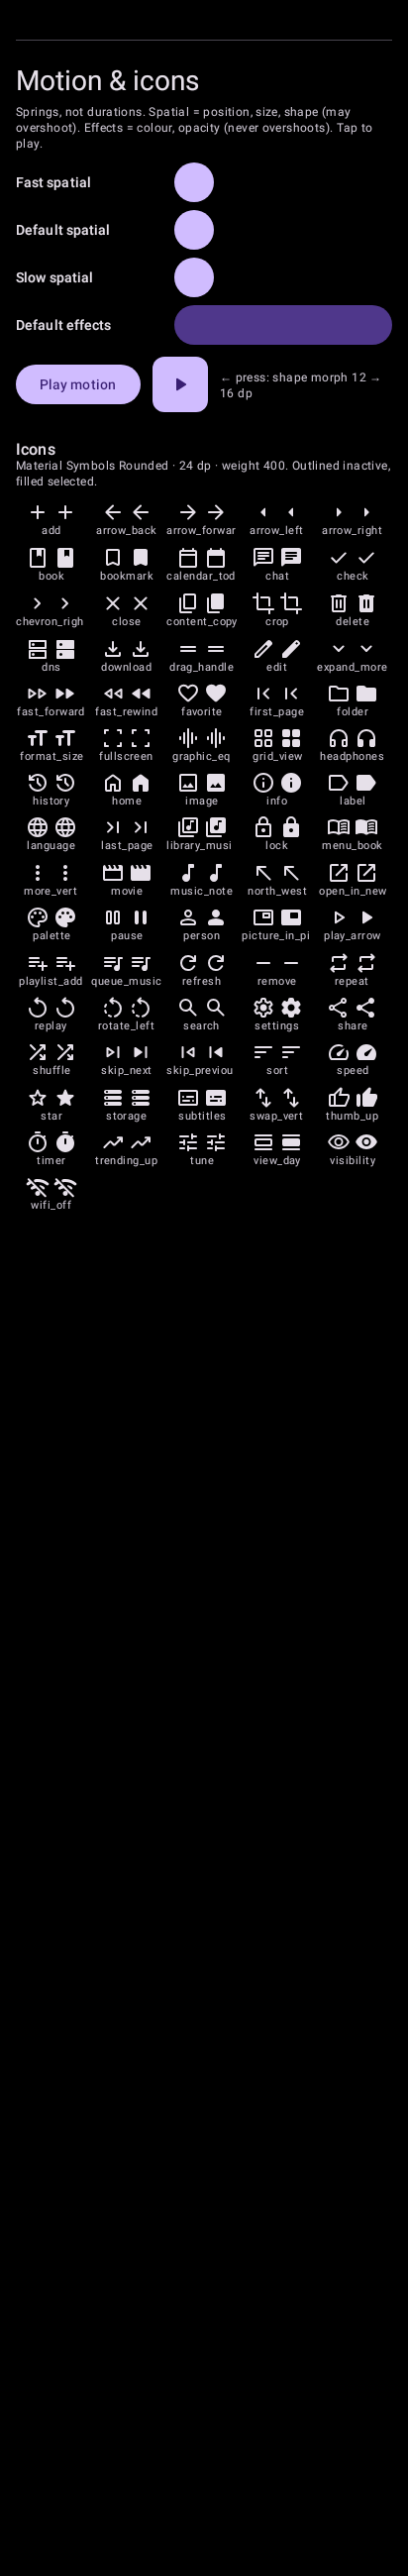 Motion & icons
Springs, not durations. Spatial = position, size, shape (may
overshoot). Effects = colour, opacity (never overshoots). Tap to
play.
Fast spatial
Default spatial
Slow spatial
Default effects
Play motion
← press: shape morph 12 →
16 dp
Icons
Material Symbols Rounded · 24 dp · weight 400. Outlined inactive,
filled selected.
add arrow_back arrow_forwar arrow_left arrow_right
book bookmark calendar_tod chat check
chevron_righ close content_copy crop delete
dns download drag_handle edit expand_more
fast_forward fast_rewind favorite first_page folder
format_size fullscreen graphic_eq grid_view headphones
history home image info label
language last_page library_musi lock menu_book
more_vert movie music_note north_west open_in_new
palette pause person picture_in_pi play_arrow
playlist_add queue_music refresh remove repeat
replay rotate_left search settings share
shuffle skip_next skip_previou sort speed
star storage subtitles swap_vert thumb_up
timer trending_up tune view_day visibility
wifi_off